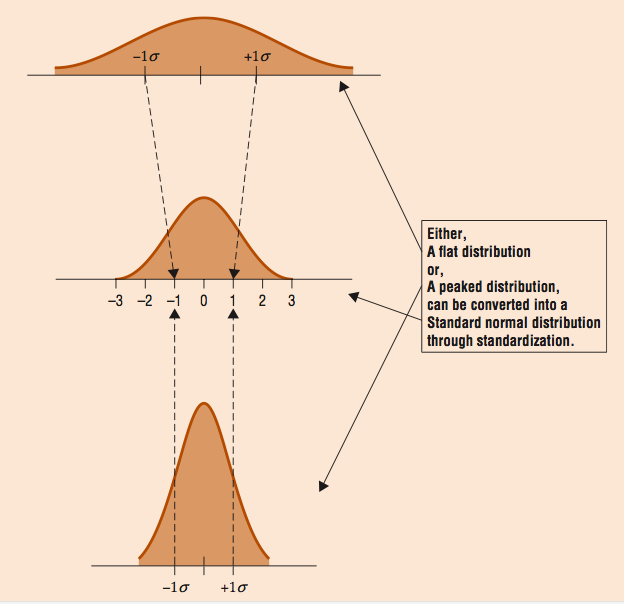 −1σ +1σ
Either,
A flat distribution
or,
A peaked distribution,
can be converted into a
Standard normal distribution
through standardization.
−3 −2 −1 0 1 2 3
−1σ +1σ